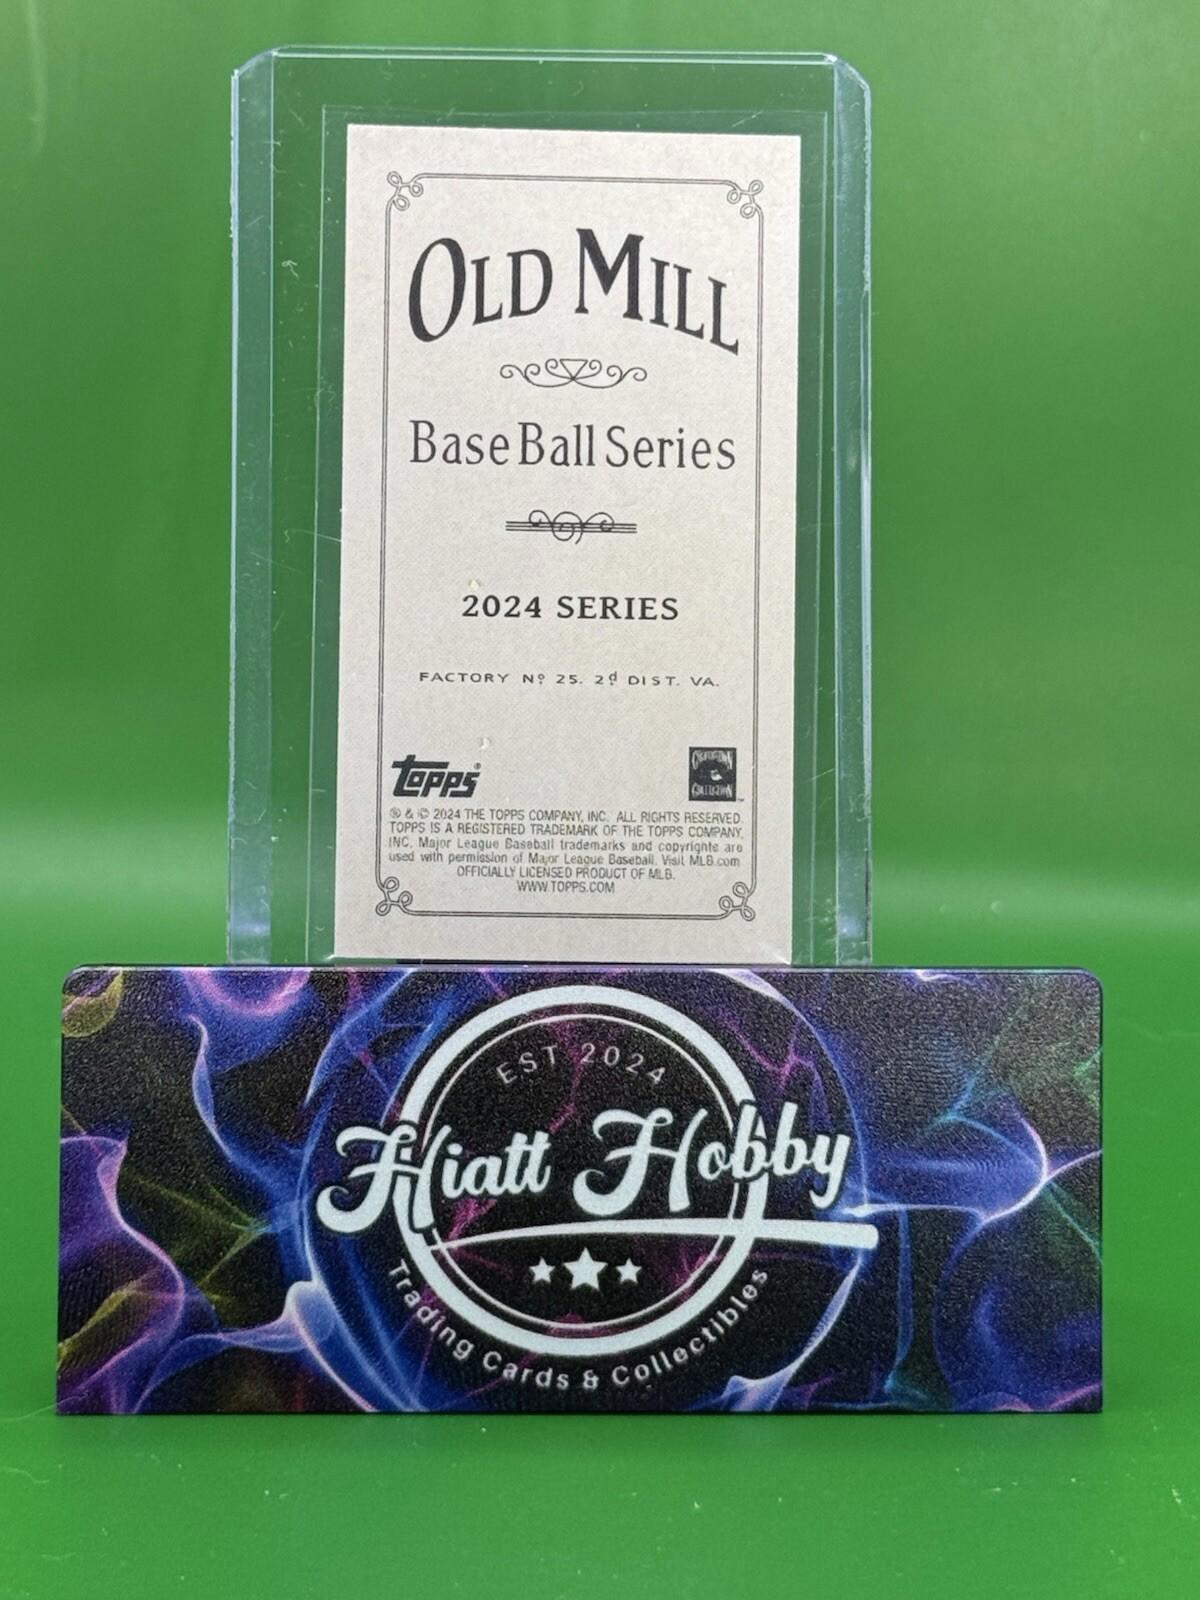 OLD MILL
Base Ball Series
2024 SERIES
FACTORY Nº 25. 2d DIST. VA.
TOPPS®
COOPERSTOWN
COLLECTION™
® & © 2024 THE TOPPS COMPANY, INC. ALL RIGHTS RESERVED.
TOPPS IS A REGISTERED TRADEMARK OF THE TOPPS COMPANY,
INC. Major League Baseball trademarks and copyrights are
used with permission of Major League Baseball. Visit MLB.com
OFFICIALLY LICENSED PRODUCT OF MLB.
WWW.TOPPS.COM
EST 2024
Hiatt Hobby
Trading Cards & Collectibles